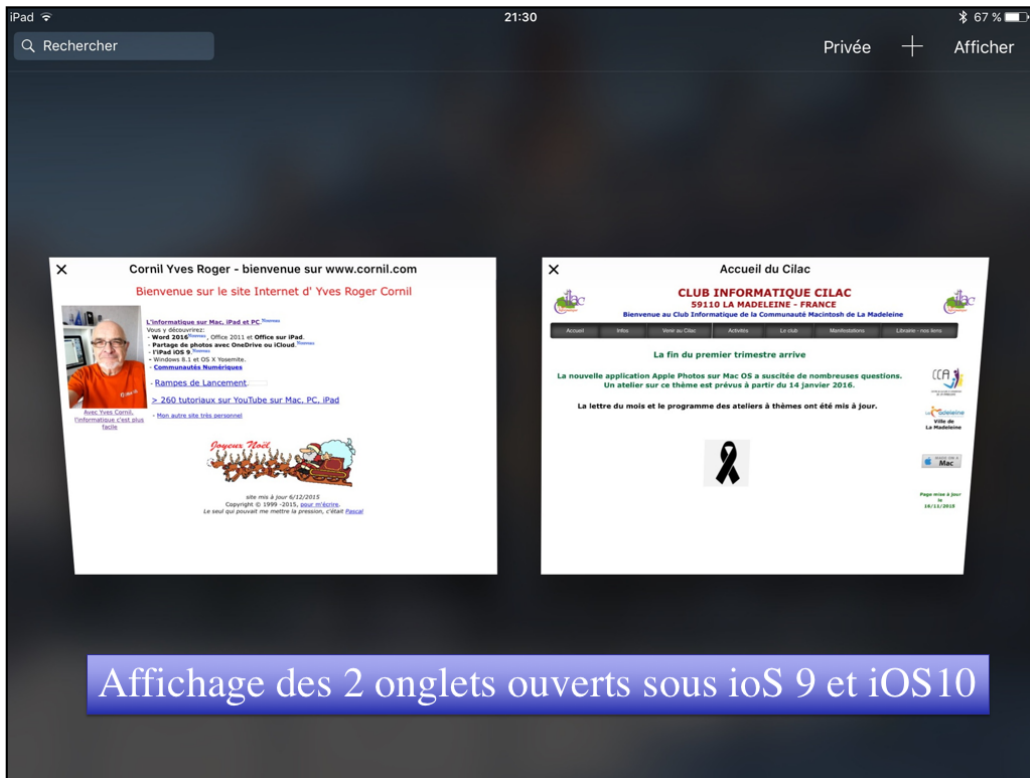 iPad 21:30 67 %
Rechercher Privée + Afficher
Cornil Yves Roger - bienvenue sur www.cornil.com
Bienvenue sur le site Internet d' Yves Roger Cornil
L'informatique sur Mac, iPad et PC.
Vous y découvrirez:
- Word 2016, Office 2011 et Office sur iPad.
- Partage de photos avec OneDrive ou iCloud.
- l'iPad iOS 9.
- Windows 8.1 et OS X Yosemite.
- Communautés Numériques
- Rampes de Lancement.
> 260 tutoriaux sur YouTube sur Mac, PC, iPad
- Mon autre site très personnel
Avec Yves Cornil,
l'informatique c'est plus
facile
Joyeux Noël
site mis à jour 6/12/2015
Copyright © 1999 -2015, pour m'écrire.
Le seul qui pouvait me mettre la pression, c'était Pascal
Accueil du Cilac
cilac
CLUB INFORMATIQUE CILAC
59110 LA MADELEINE - FRANCE
Bienvenue au Club Informatique de la Communauté Macintosh de La Madeleine
cilac
Accueil Infos Venir au Cilac Activités Le club Manifestations Librairie - nos liens
La fin du premier trimestre arrive
La nouvelle application Apple Photos sur Mac OS a suscitée de nombreuses questions.
Un atelier sur ce thème est prévus à partir du 14 janvier 2016.
La lettre du mois et le programme des ateliers à thèmes ont été mis à jour.
CCA
Ville de
La Madeleine
Mac
Page mise à jour
le
16/11/2015
Affichage des 2 onglets ouverts sous ioS 9 et iOS10